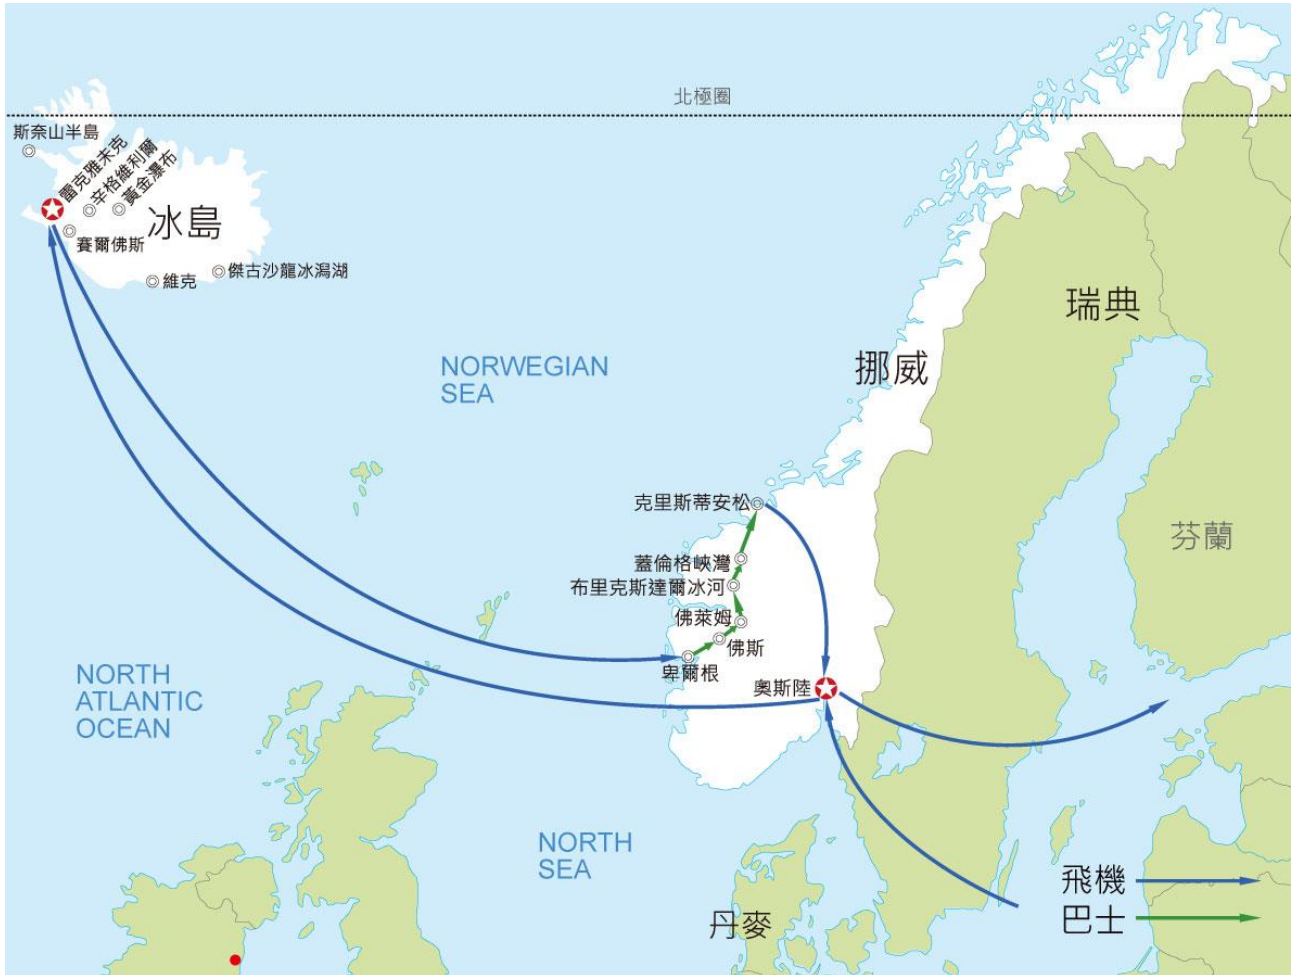 北極圈
斯奈山半島
雷克雅未克
辛格維利爾
黃金瀑布
冰島
賽爾佛斯
傑古沙龍冰潟湖
維克
瑞典
挪威
NORWEGIAN
SEA
克里斯蒂安松
芬蘭
蓋倫格峽灣
布里克斯達爾冰河
佛萊姆
佛斯
卑爾根
奧斯陸
NORTH
ATLANTIC
OCEAN
NORTH
SEA
飛機
巴士
丹麥